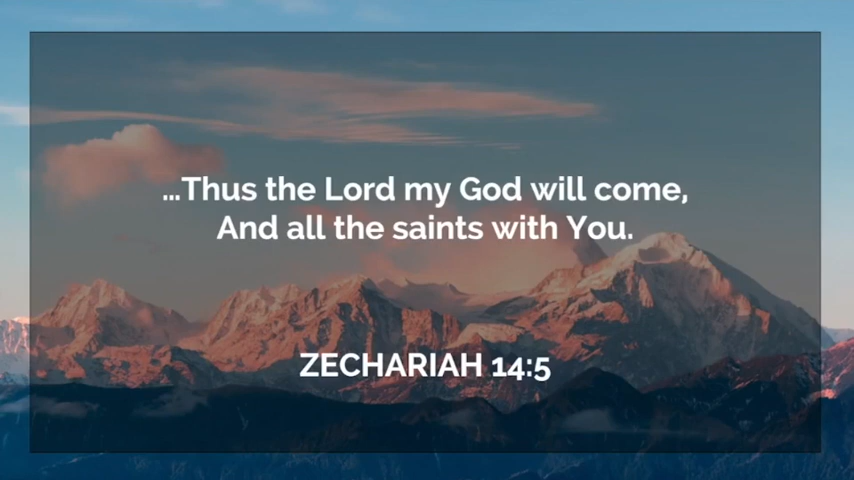 ...Thus the Lord my God will come,
And all the saints with You.
ZECHARIAH 14:5